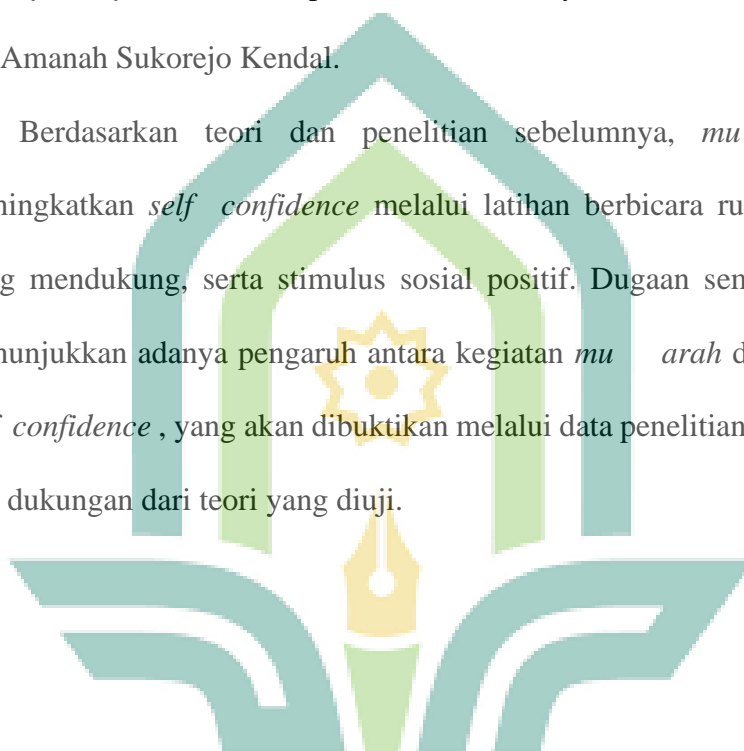 Amanah Sukorejo Kendal.
Berdasarkan teori dan penelitian sebelumnya, mu
ningkatkan self confidence melalui latihan berbicara ru
g mendukung, serta stimulus sosial positif. Dugaan sen
nunjukkan adanya pengaruh antara kegiatan mu arah d
f confidence , yang akan dibuktikan melalui data penelitian
dukungan dari teori yang diuji.